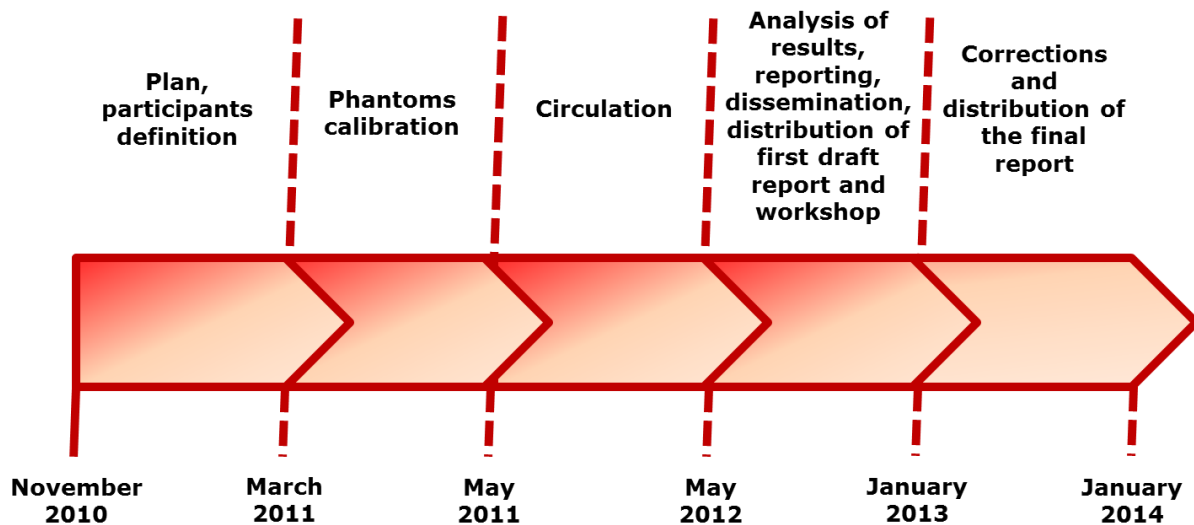 Plan,
participants
definition
Phantoms
calibration
Circulation
Analysis of
results,
reporting,
dissemination,
distribution of
first draft
report and
workshop
Corrections
and
distribution of
the final
report
November
2010
March
2011
May
2011
May
2012
January
2013
January
2014